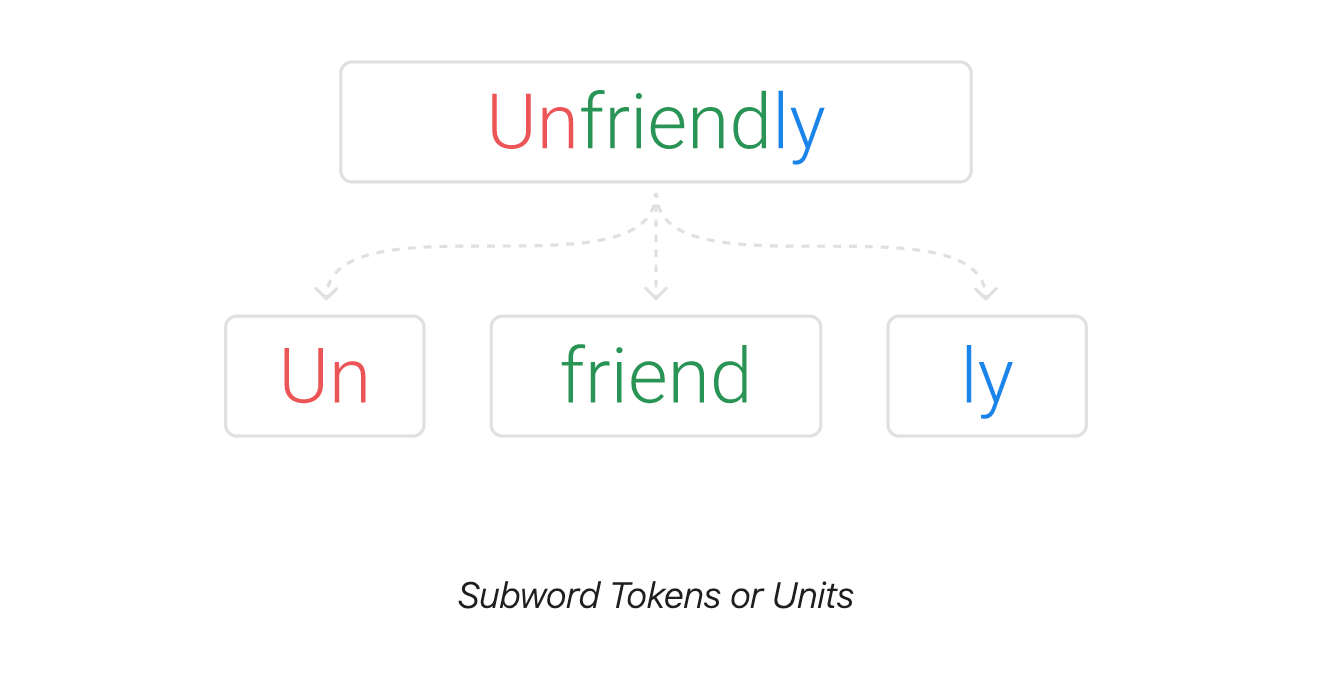 Unfriendly
Un friend ly
Subword Tokens or Units